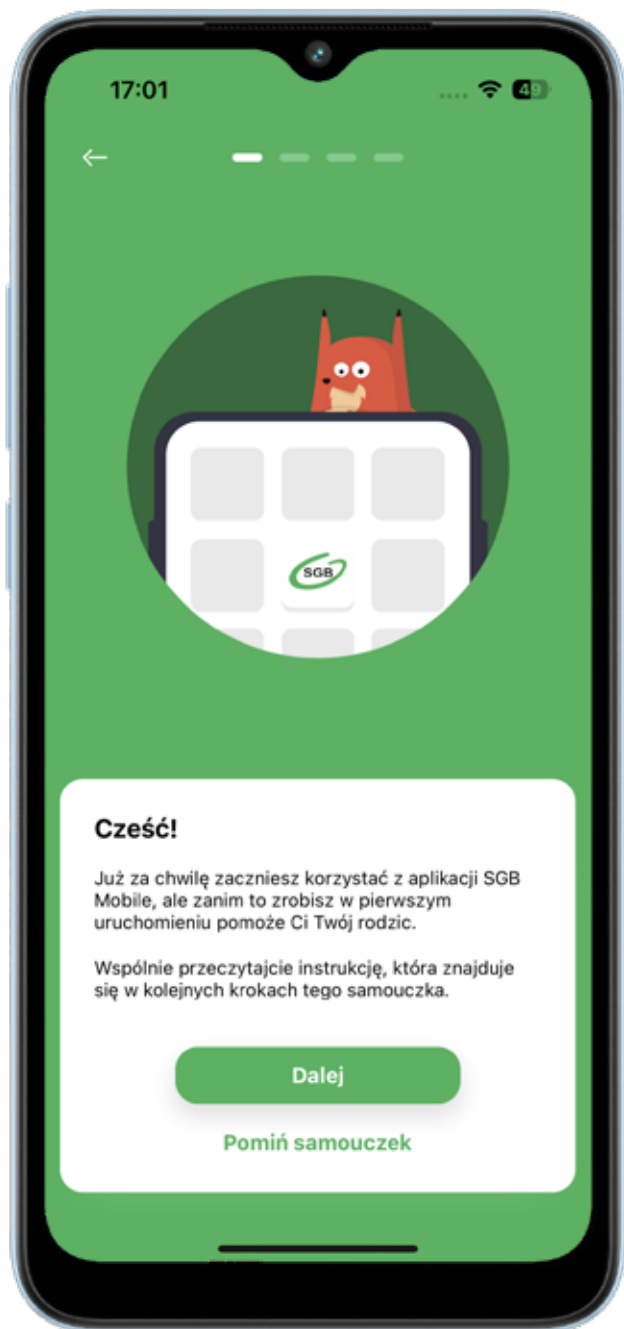 17:01
49
SGB
Cześć!
Już za chwilę zaczniesz korzystać z aplikacji SGB
Mobile, ale zanim to zrobisz w pierwszym
uruchomieniu pomoże Ci Twój rodzic.
Wspólnie przeczytajcie instrukcję, która znajduje
się w kolejnych krokach tego samouczka.
Dalej
Pomiń samouczek